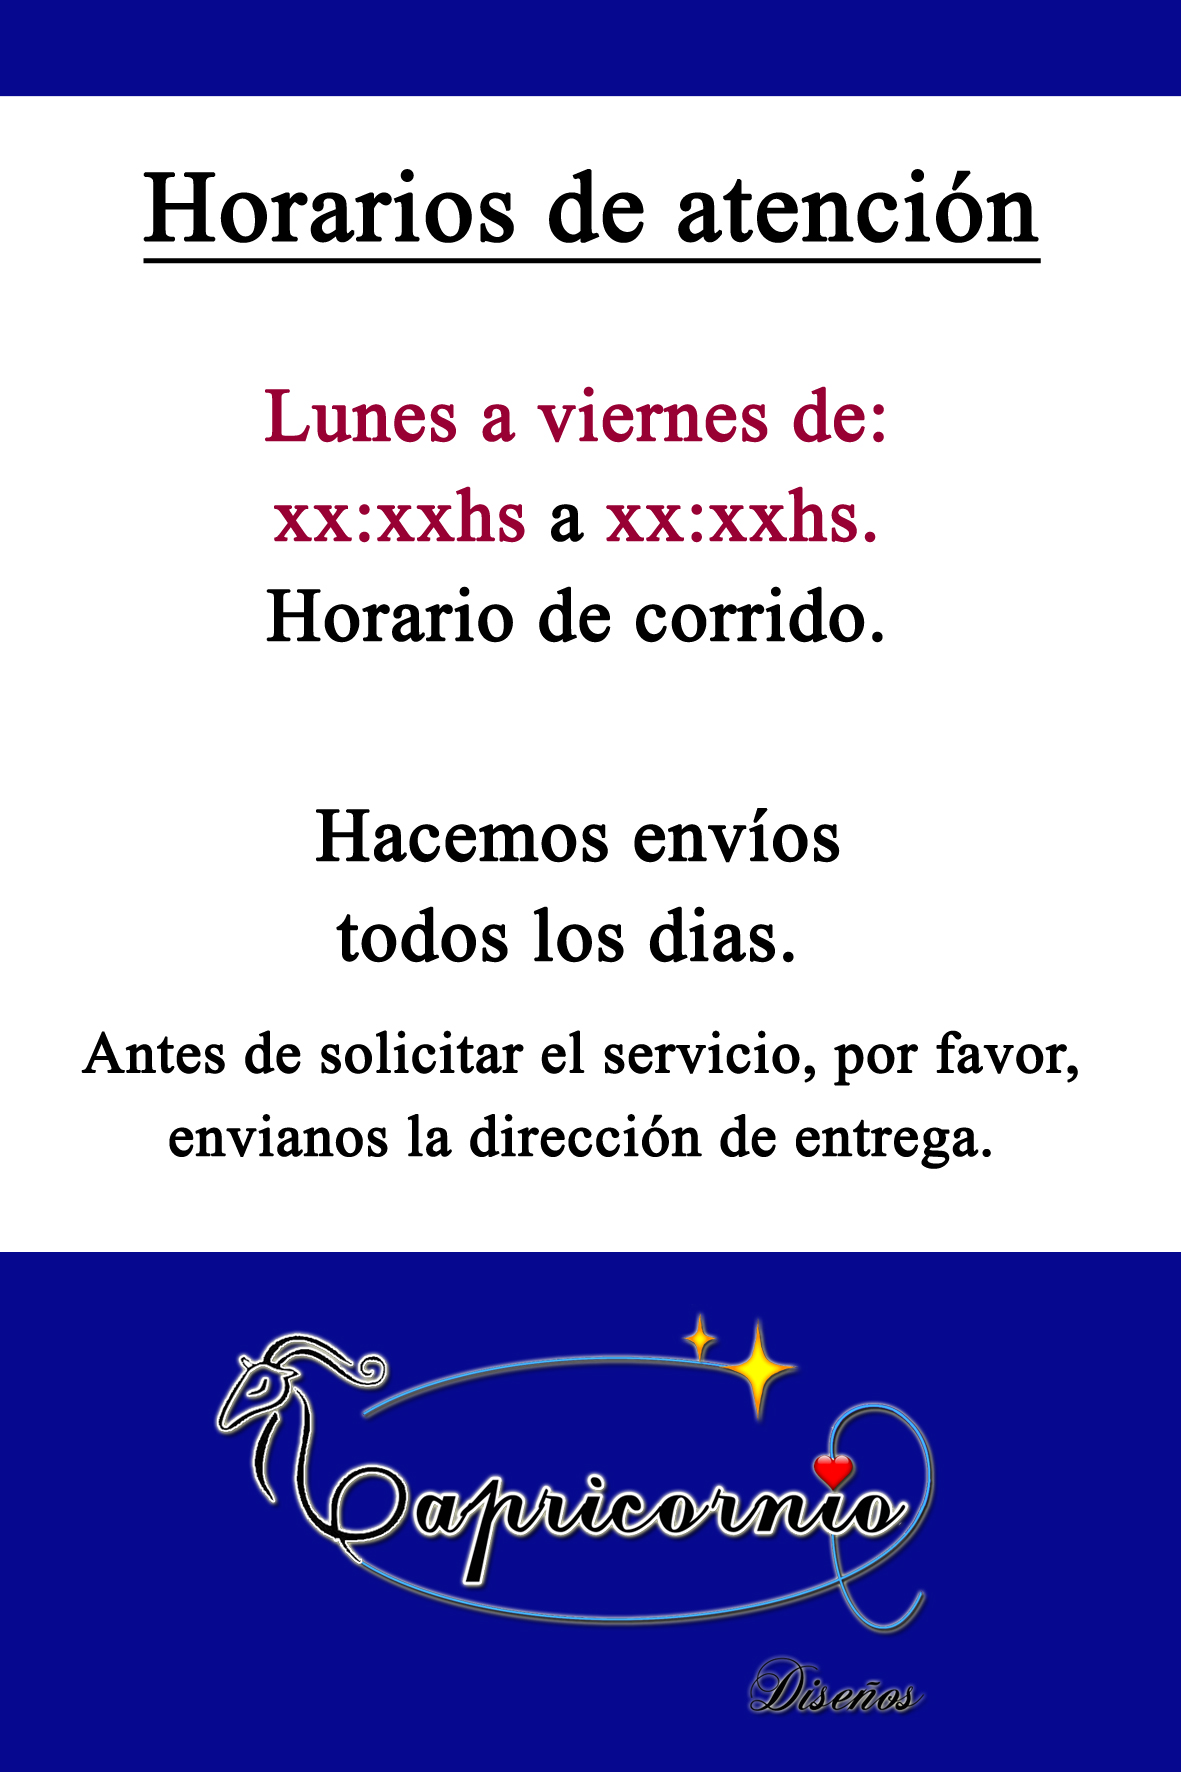 Horarios de atención
Lunes a viernes de:
xx:xxhs a xx:xxhs.
Horario de corrido.
Hacemos envíos
todos los dias.
Antes de solicitar el servicio, por favor,
envianos la dirección de entrega.
Capricornio
Diseños